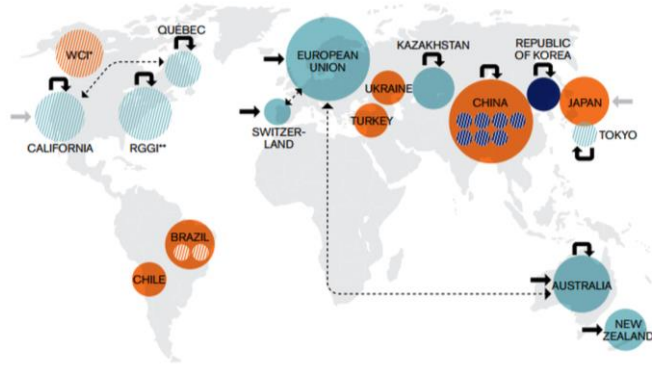 QUÉBEC
WCI*
CALIFORNIA
RGGI**
EUROPEAN
UNION
KAZAKHSTAN
REPUBLIC
OF KOREA
UKRAINE
CHINA
JAPAN
TURKEY
SWITZER-
LAND
TOKYO
BRAZIL
CHILE
AUSTRALIA
NEW
ZEALAND